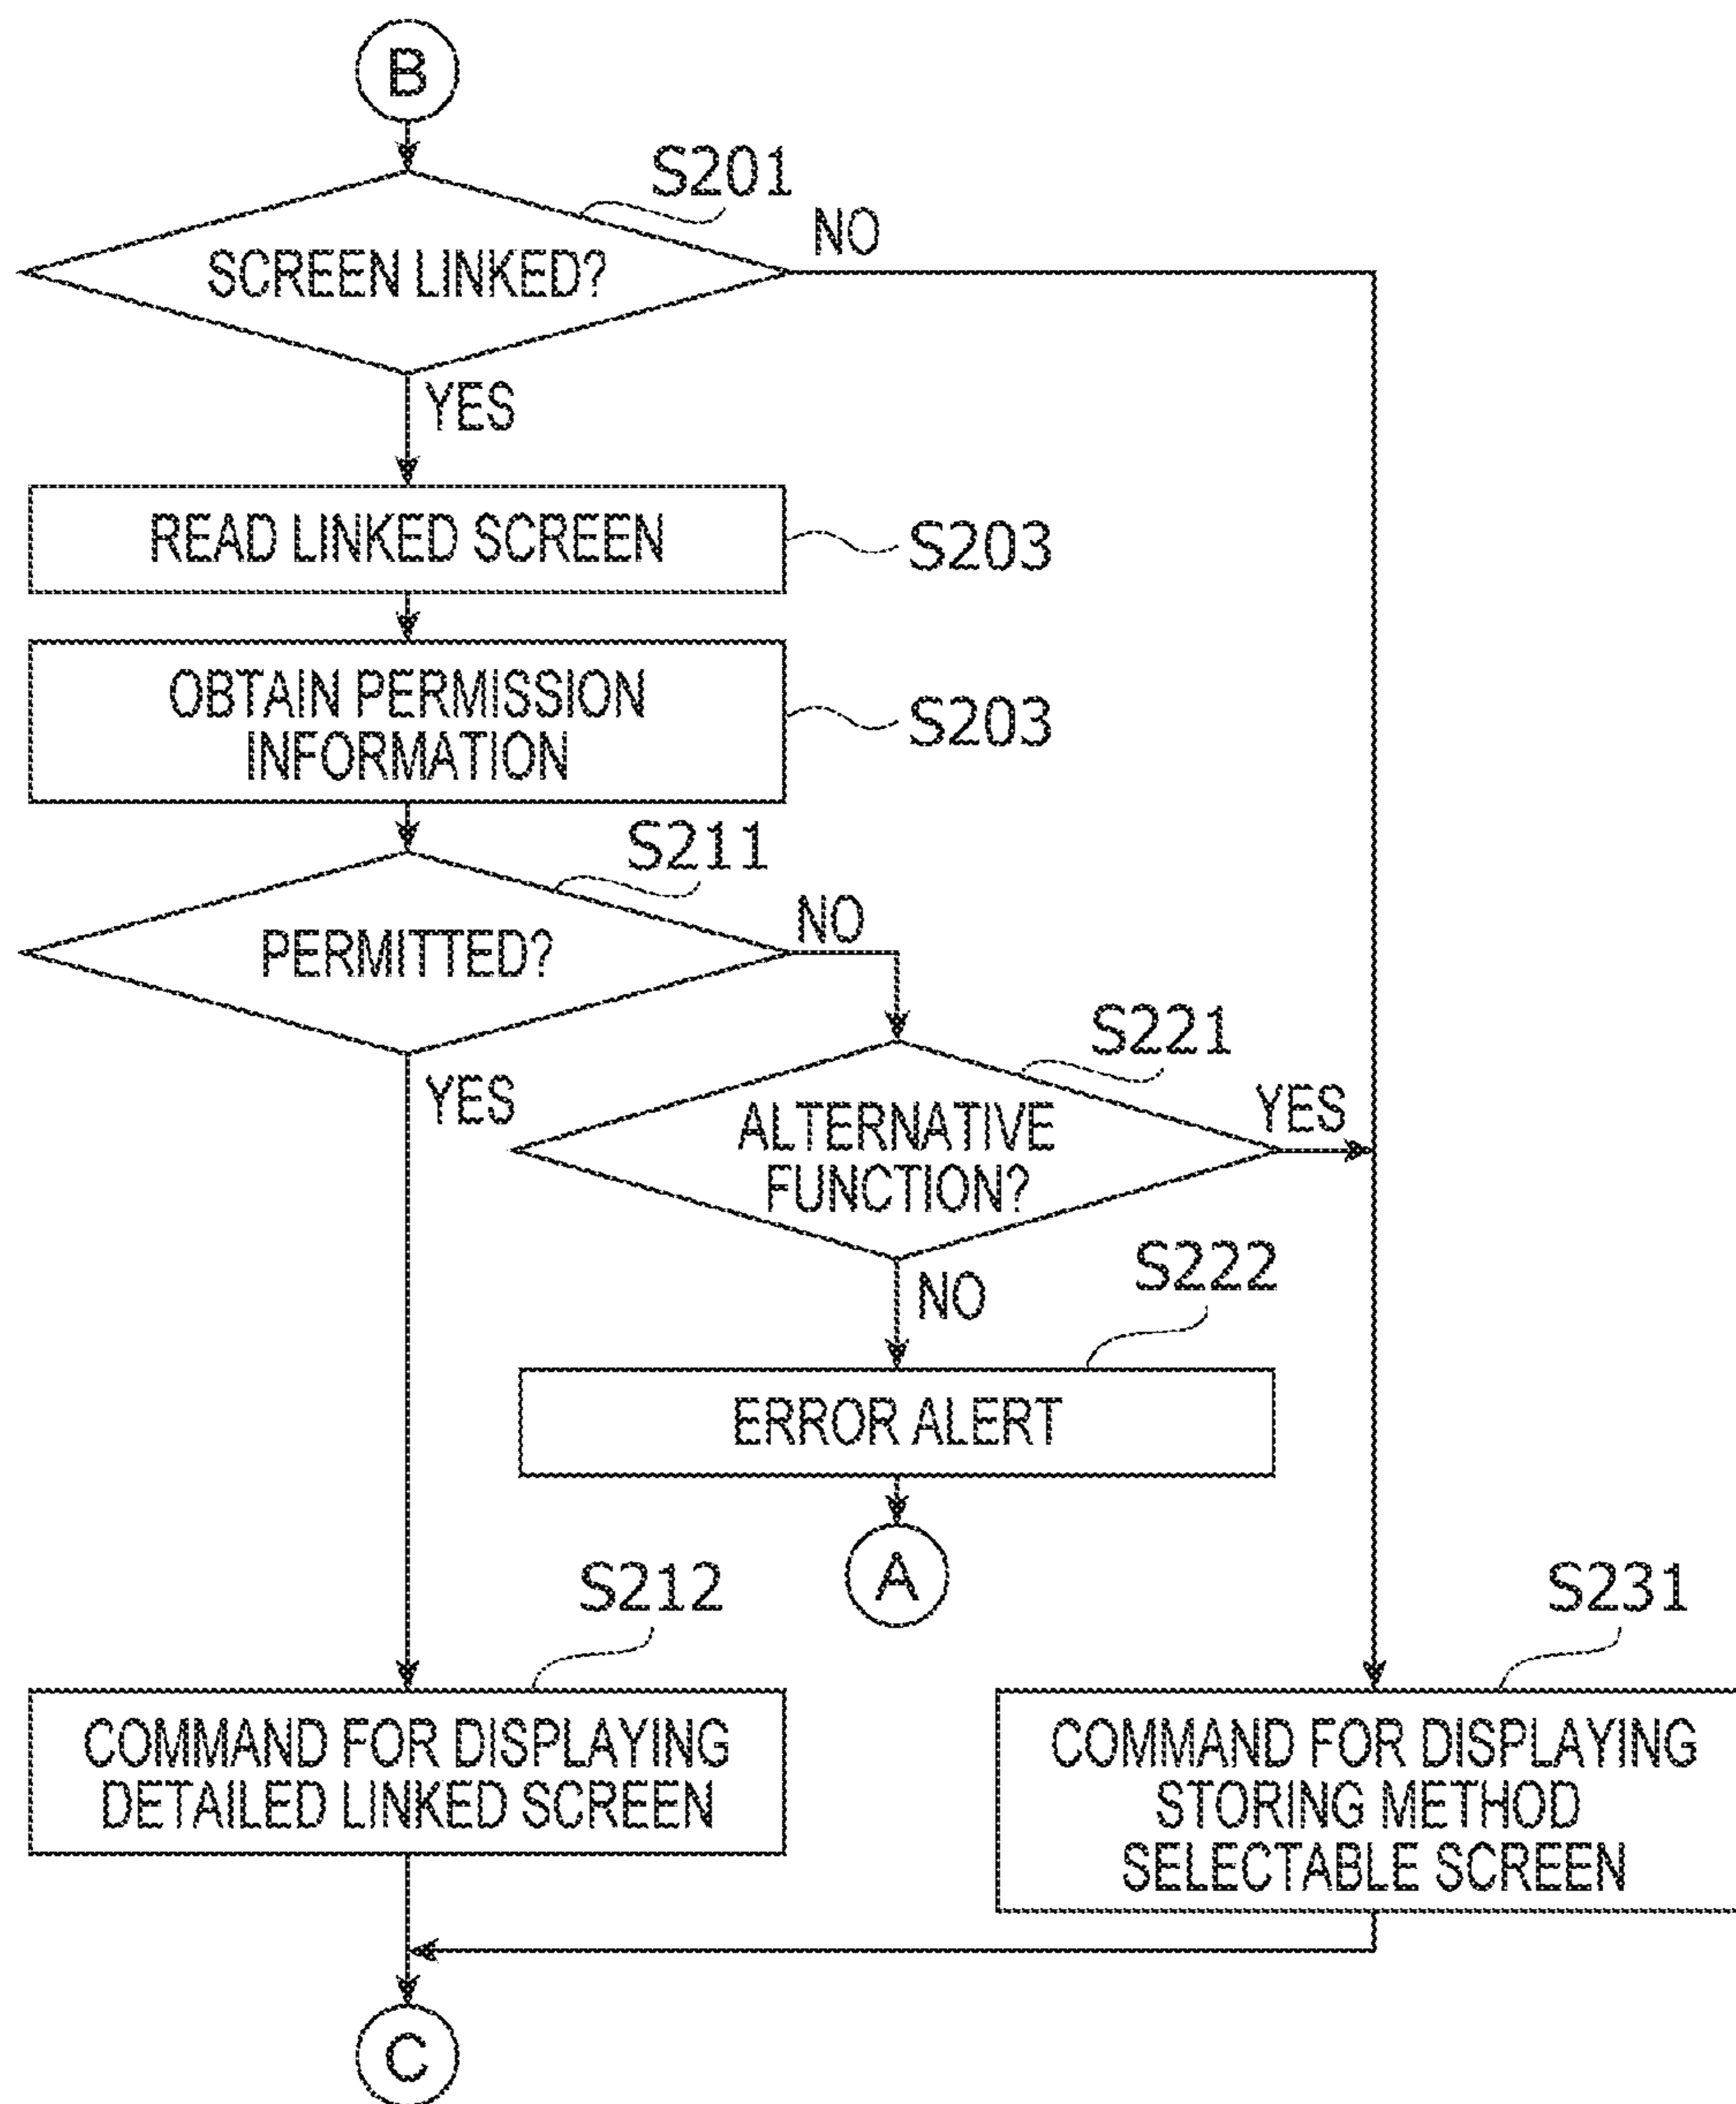 B
S201
NO
SCREEN LINKED?
YES
READ LINKED SCREEN
S203
OBTAIN PERMISSION
INFORMATION
S203
S211
NO
PERMITTED?
YES
S221
ALTERNATIVE
FUNCTION?
YES
NO
S222
ERROR ALERT
A
S212
COMMAND FOR DISPLAYING
DETAILED LINKED SCREEN
S231
COMMAND FOR DISPLAYING
STORING METHOD
SELECTABLE SCREEN
C